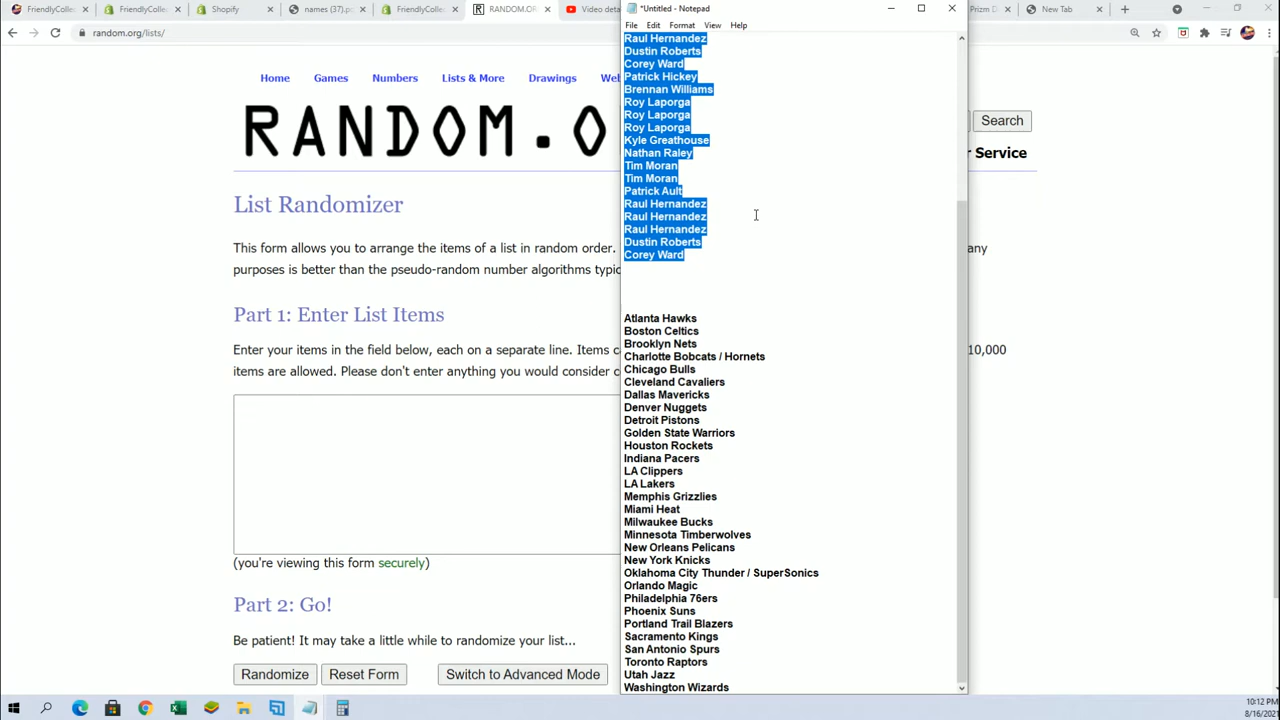 FriendlyCollec
FriendlyCollec
Shopify
names (37).p
FriendlyCollec
RANDOM.OR
Video deta
Prizm D
New Tab
*Untitled - Notepad
random.org/lists/
File Edit Format View Help
Home Games Numbers Lists & More Drawings
RANDOM.O
Search
r Service
List Randomizer
This form allows you to arrange the items of a list in random order.
any
purposes is better than the pseudo-random number algorithms
Part 1: Enter List Items
Enter your items in the field below, each on a separate line. Items
10,000
items are allowed. Please don't enter anything you would consider
(you're viewing this form securely)
Part 2: Go!
Be patient! It may take a little while to randomize your list...
Randomize Reset Form Switch to Advanced Mode
Raul Hernandez
Dustin Roberts
Corey Ward
Patrick Hickey
Brennan Williams
Roy Laporga
Roy Laporga
Roy Laporga
Kyle Greathouse
Nathan Raley
Tim Moran
Tim Moran
Patrick Ault
Raul Hernandez
Raul Hernandez
Raul Hernandez
Dustin Roberts
Corey Ward
Atlanta Hawks
Boston Celtics
Brooklyn Nets
Charlotte Bobcats / Hornets
Chicago Bulls
Cleveland Cavaliers
Dallas Mavericks
Denver Nuggets
Detroit Pistons
Golden State Warriors
Houston Rockets
Indiana Pacers
LA Clippers
LA Lakers
Memphis Grizzlies
Miami Heat
Milwaukee Bucks
Minnesota Timberwolves
New Orleans Pelicans
New York Knicks
Oklahoma City Thunder / SuperSonics
Orlando Magic
Philadelphia 76ers
Phoenix Suns
Portland Trail Blazers
Sacramento Kings
San Antonio Spurs
Toronto Raptors
Utah Jazz
Washington Wizards
10:12 PM
8/16/202